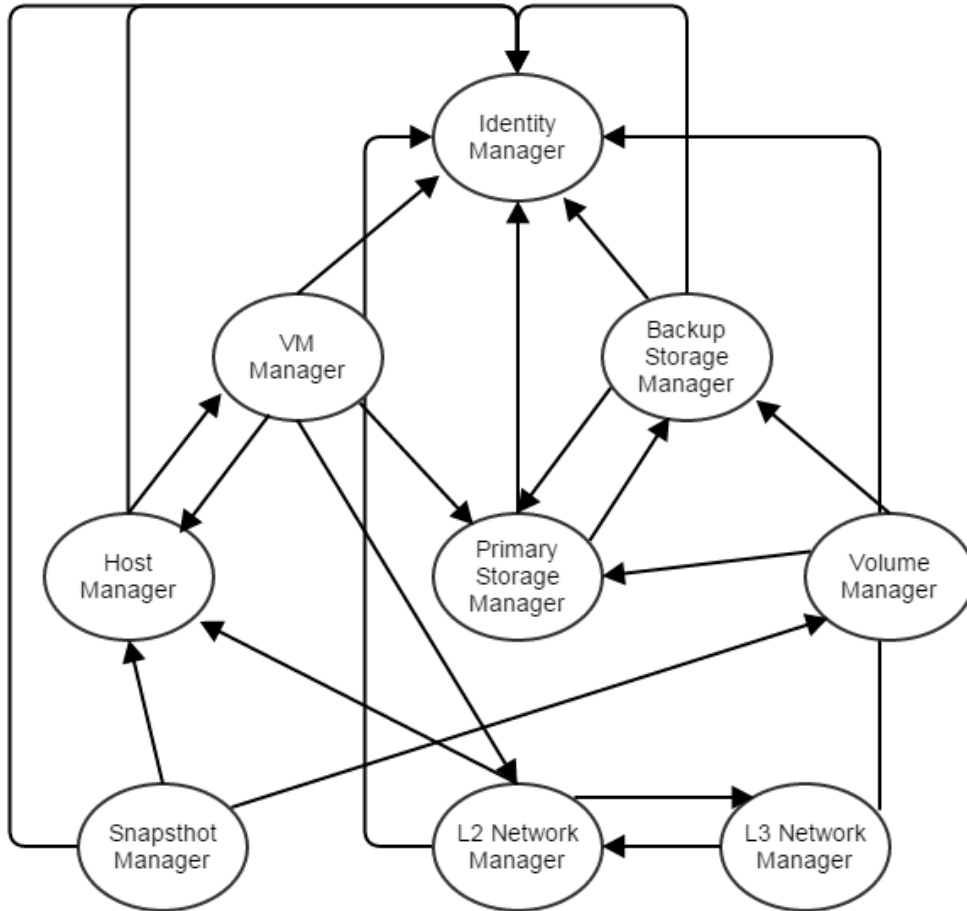 Identity
Manager
VM
Manager
Backup
Storage
Manager
Host
Manager
Primary
Storage
Manager
Volume
Manager
Snapsthot
Manager
L2 Network
Manager
L3 Network
Manager